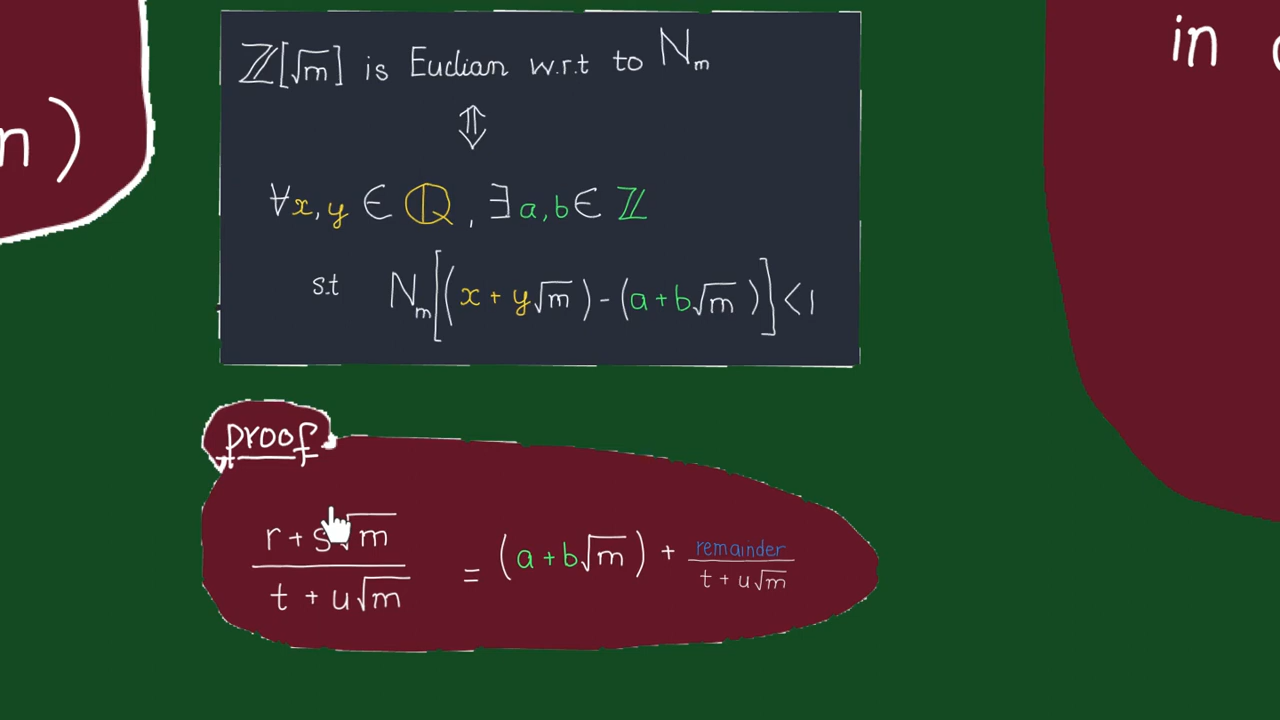 n)
in
ℤ[√m] is Euclian w.r.t to Nₘ
⇕
∀x,y ∈ ℚ, ∃a,b∈ ℤ
s.t Nₘ[(x+y√m)-(a+b√m)]<1
proof
(r+s√m)/(t+u√m) = (a+b√m) + remainder/(t+u√m)